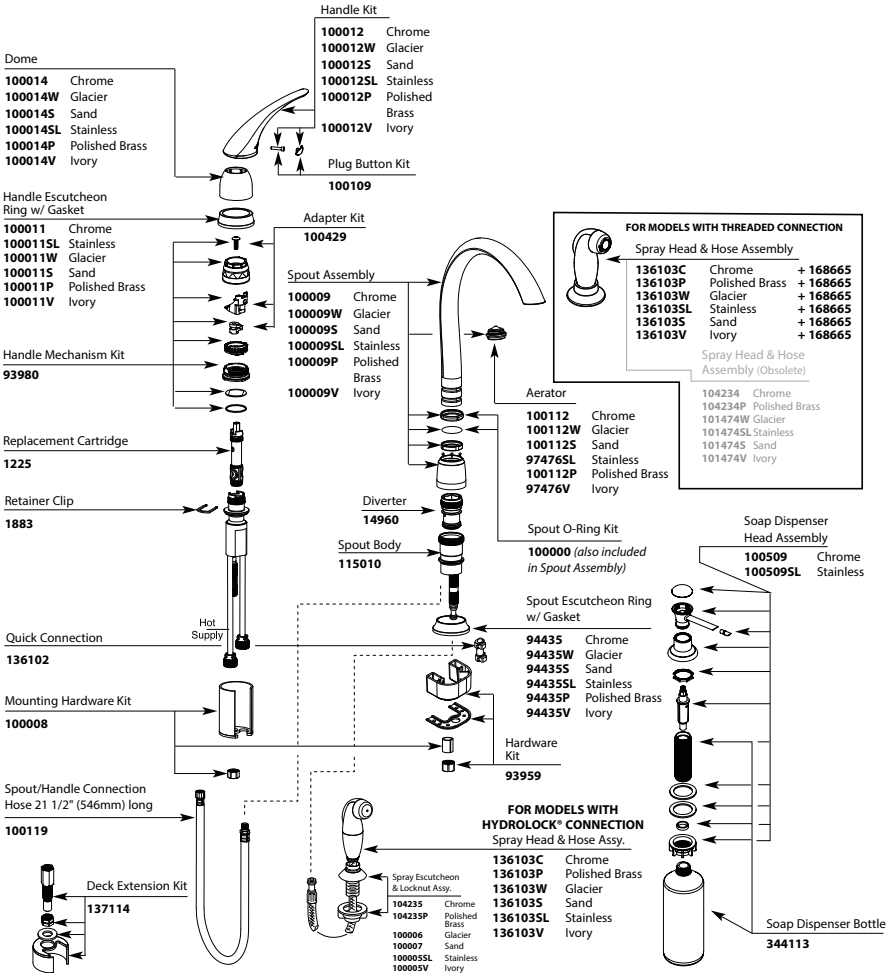 Handle Kit
100012 Chrome
100012W Glacier
100012S Sand
100012SL Stainless
100012P Polished
Brass
100012V Ivory
Plug Button Kit
100109
Dome
100014 Chrome
100014W Glacier
100014S Sand
100014SL Stainless
100014P Polished Brass
100014V Ivory
Handle Escutcheon
Ring w/ Gasket
100011 Chrome
100011SL Stainless
100011W Glacier
100011S Sand
100011P Polished Brass
100011V Ivory
Adapter Kit
100429
Spout Assembly
100009 Chrome
100009W Glacier
100009S Sand
100009SL Stainless
100009P Polished
Brass
100009V Ivory
FOR MODELS WITH THREADED CONNECTION
Spray Head & Hose Assembly
136103C Chrome + 168665
136103P Polished Brass + 168665
136103W Glacier + 168665
136103SL Stainless + 168665
136103S Sand + 168665
136103V Ivory + 168665
Spray Head & Hose
Assembly (Obsolete)
104234 Chrome
104234P Polished Brass
101474W Glacier
101474SL Stainless
101474S Sand
101474V Ivory
Handle Mechanism Kit
93980
Aerator
100112 Chrome
100112W Glacier
100112S Sand
97476SL Stainless
100112P Polished Brass
97476V Ivory
Replacement Cartridge
1225
Retainer Clip
1883
Diverter
14960
Spout Body
115010
Spout O-Ring Kit
100000 (also included
in Spout Assembly)
Soap Dispenser
Head Assembly
100509 Chrome
100509SL Stainless
Spout Escutcheon Ring
w/ Gasket
94435 Chrome
94435W Glacier
94435S Sand
94435SL Stainless
94435P Polished Brass
94435V Ivory
Hot
Supply
Quick Connection
136102
Mounting Hardware Kit
100008
Hardware
Kit
93959
Spout/Handle Connection
Hose 21 1/2" (546mm) long
100119
Deck Extension Kit
137114
FOR MODELS WITH
HYDROLOCK® CONNECTION
Spray Head & Hose Assy.
136103C Chrome
136103P Polished Brass
136103W Glacier
136103S Sand
136103SL Stainless
136103V Ivory
Spray Escutcheon
& Locknut Assy.
104235 Chrome
104235P Polished
Brass
100006 Glacier
100007 Sand
100005SL Stainless
100005V Ivory
Soap Dispenser Bottle
344113